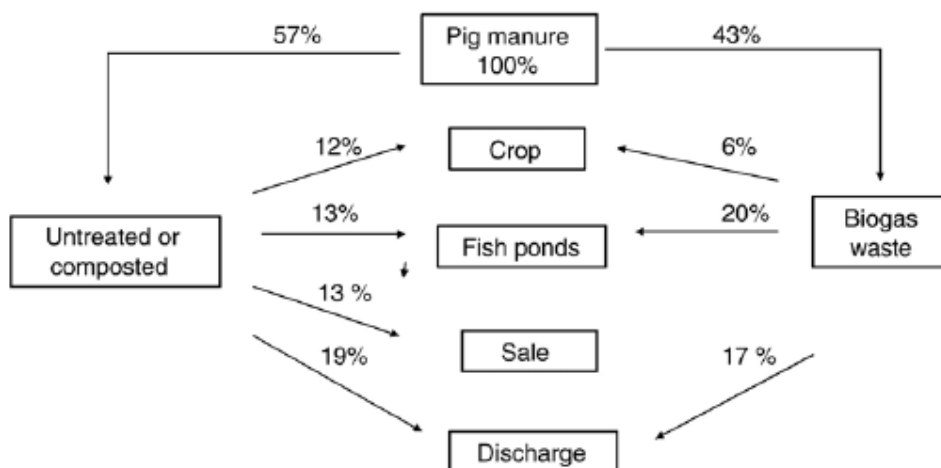 57%
Pig manure
100%
43%
12%
Crop
6%
13%
20%
Untreated or
composted
Fish ponds
Biogas
waste
13 %
19%
Sale
17 %
Discharge